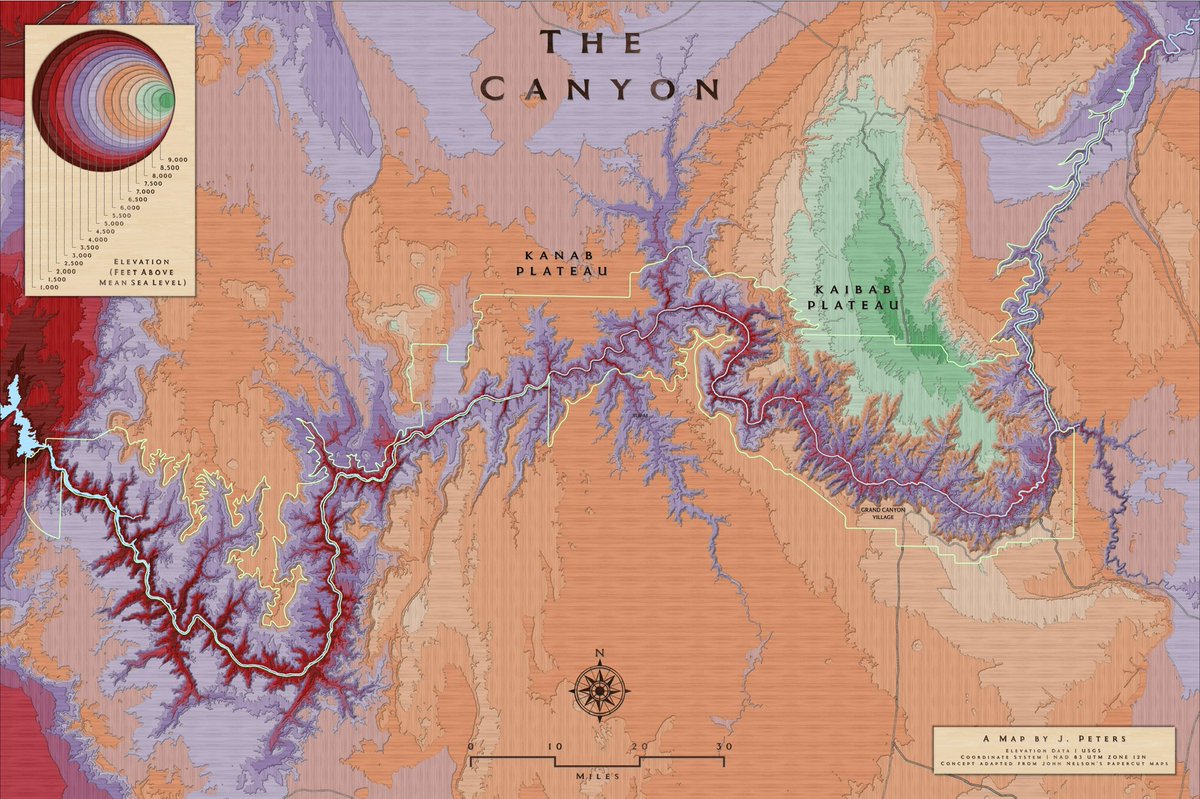 THE
CANYON
9,000
8,500
8,000
7,500
7,000
6,500
6,000
5,500
5,000
4,500
4,000
3,500
3,000
2,500
2,000
1,500
1,000
ELEVATION
(FEET ABOVE
MEAN SEA LEVEL)
KANAB
PLATEAU
KAIBAB
PLATEAU
SUPAI
GRAND CANYON
VILLAGE
N
0 10 20 30
MILES
A MAP BY J. PETERS
ELEVATION DATA | USGS
COORDINATE SYSTEM | NAD 83 UTM ZONE 12N
CONCEPT ADAPTED FROM JOHN NELSON'S PAPERCUT MAPS